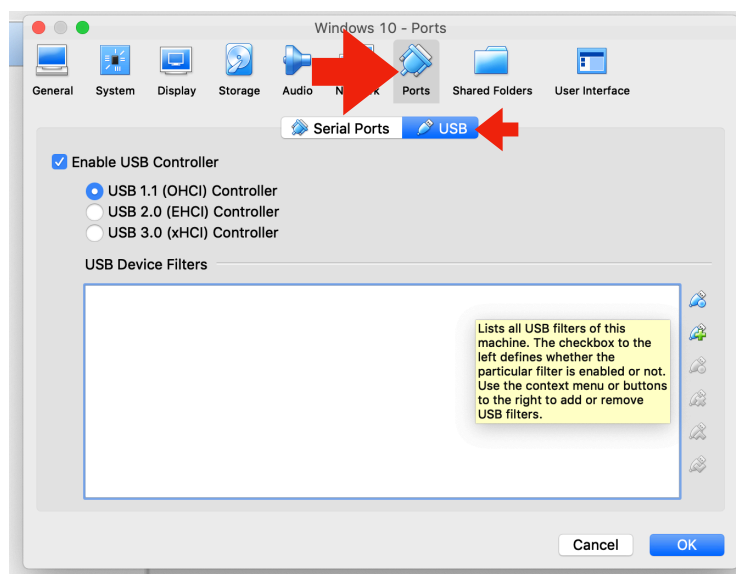 Windows 10 - Ports
General System Display Storage Audio Ports Shared Folders User Interface
Serial Ports USB
Enable USB Controller
USB 1.1 (OHCI) Controller
USB 2.0 (EHCI) Controller
USB 3.0 (xHCI) Controller
USB Device Filters
Lists all USB filters of this
machine. The checkbox to the
left defines whether the
particular filter is enabled or not.
Use the context menu or buttons
to the right to add or remove
USB filters.
Cancel OK